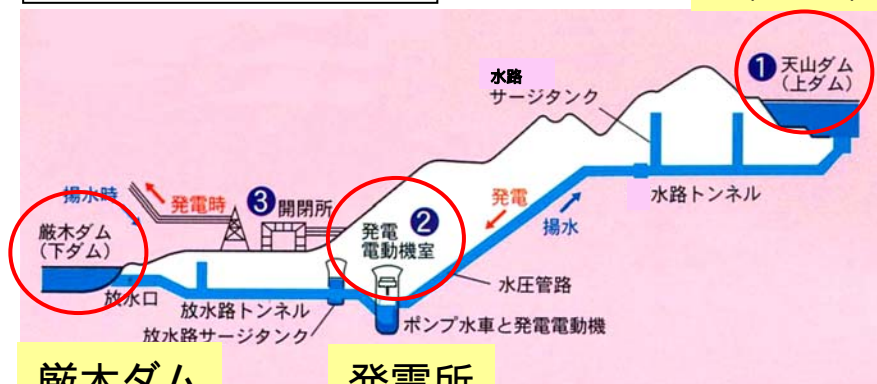 ❶天山ダム
(上ダム)
水路
サージタンク
水路トンネル
発電
揚水
揚水時
発電時
❸開閉所
発電
電動機室
❷
厳木ダム
(下ダム)
放水口
放水路トンネル
放水路サージタンク
水圧管路
ポンプ水車と発電電動機
厳木ダム
発電所